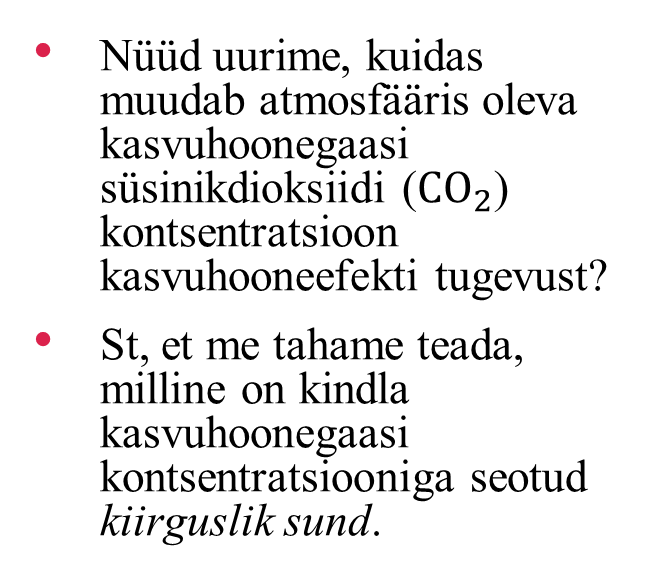 • Nüüd uurime, kuidas
muudab atmosfääris oleva
kasvuhoonegaasi
süsinikdioksiidi (CO₂)
kontsentratsioon
kasvuhooneefekti tugevust?
• St, et me tahame teada,
milline on kindla
kasvuhoonegaasi
kontsentratsiooniga seotud
kiirguslik sund.